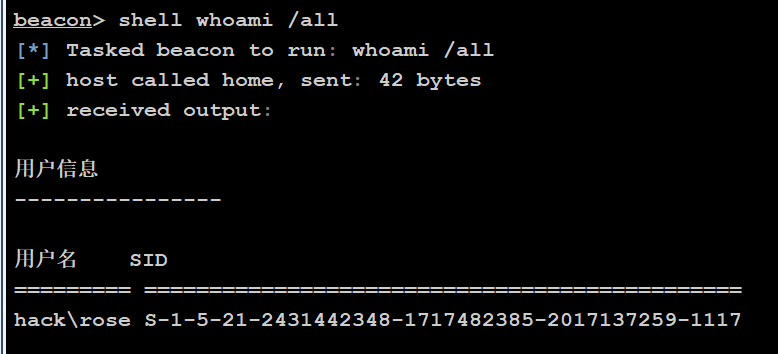 beacon> shell whoami /all
[*] Tasked beacon to run: whoami /all
[+] host called home, sent: 42 bytes
[+] received output:
用户信息
----------------
用户名    SID
========= ==============================================
hack\rose S-1-5-21-2431442348-1717482385-2017137259-1117